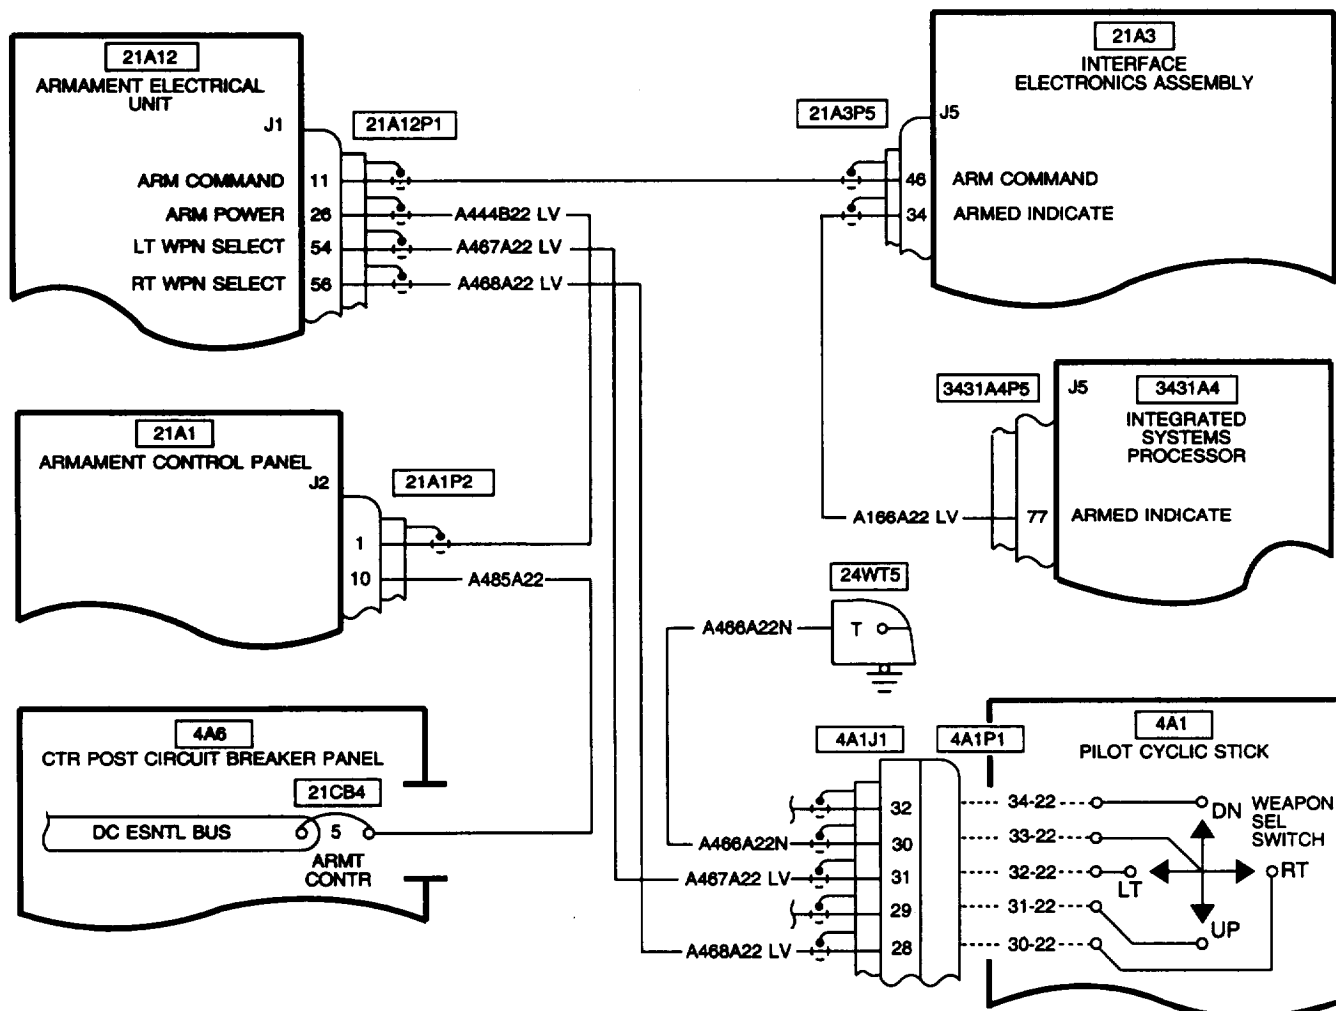 21A12
ARMAMENT ELECTRICAL
UNIT
J1
21A12P1
ARM COMMAND 11
ARM POWER 26 A444B22 LV
LT WPN SELECT 54 A467A22 LV
RT WPN SELECT 56 A468A22 LV
21A3
INTERFACE
ELECTRONICS ASSEMBLY
21A3P5
J5
46 ARM COMMAND
34 ARMED INDICATE
21A1
ARMAMENT CONTROL PANEL
J2
21A1P2
1
10 A485A22
3431A4P5
J5
3431A4
INTEGRATED
SYSTEMS
PROCESSOR
A166A22 LV 77 ARMED INDICATE
24WT5
A466A22N T
4A6
CTR POST CIRCUIT BREAKER PANEL
21CB4
DC ESNTL BUS 5
ARMT
CONTR
4A1J1
4A1P1
4A1
PILOT CYCLIC STICK
32 34-22 DN
WEAPON
SEL
SWITCH
A466A22N 30 33-22
A467A22 LV 31 32-22 LT RT
29 31-22 UP
A468A22 LV 28 30-22